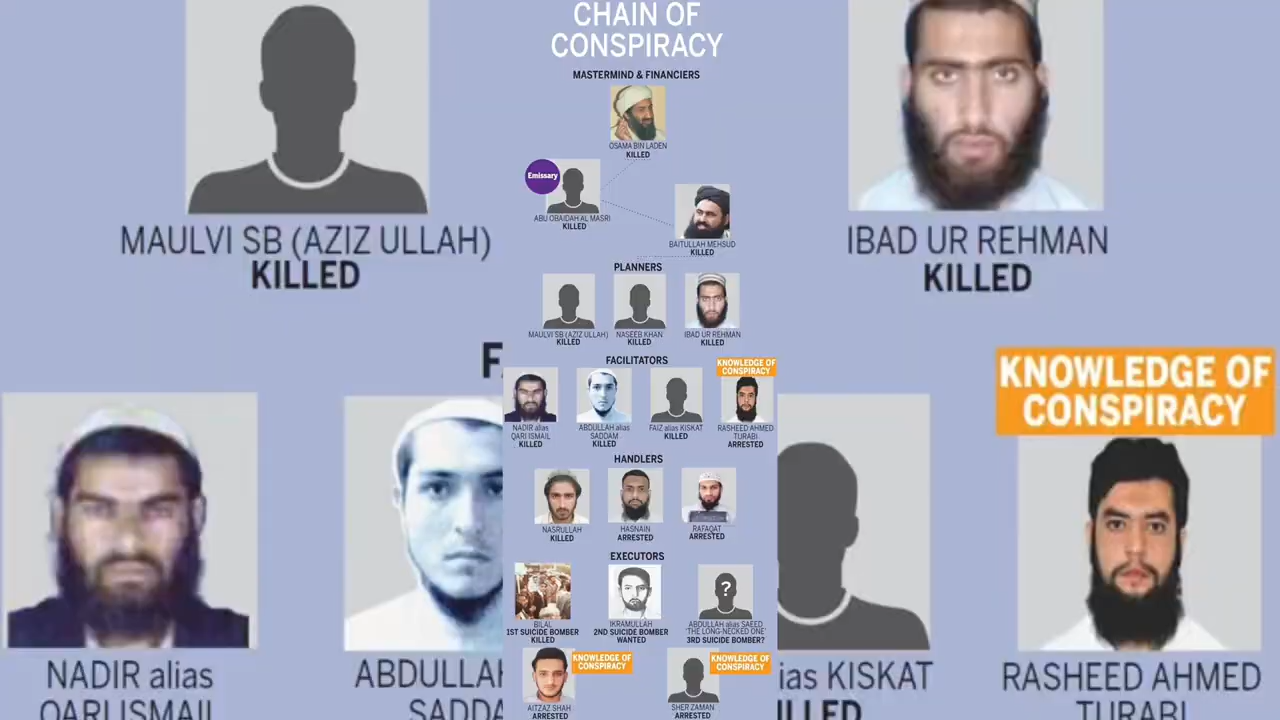 CHAIN OF
CONSPIRACY
MASTERMIND & FINANCIERS
OSAMA BIN LADEN
KILLED
Emissary
ABU OBAIDAH AL MASRI
KILLED
BAITULLAH MEHSUD
KILLED
PLANNERS
MAULVI SB (AZIZ ULLAH)
KILLED
NASEEB KHAN
KILLED
IBAD UR REHMAN
KILLED
FACILITATORS
KNOWLEDGE OF
CONSPIRACY
NADIR alias
QARI ISMAIL
KILLED
ABDULLAH alias
SADDAM
KILLED
FAIZ alias KISKAT
KILLED
RASHEED AHMED
TURABI
ARRESTED
HANDLERS
NASRULLAH
KILLED
HASNAIN
ARRESTED
RAFAQAT
ARRESTED
EXECUTORS
BILAL
1ST SUICIDE BOMBER
KILLED
IKRAMULLAH
2ND SUICIDE BOMBER
WANTED
?
ABDULLAH alias SAEED
'THE LONG-NECKED ONE'
3RD SUICIDE BOMBER?
KNOWLEDGE OF
CONSPIRACY
AITZAZ SHAH
ARRESTED
KNOWLEDGE OF
CONSPIRACY
SHER ZAMAN
ARRESTED
MAULVI SB (AZIZ ULLAH)
KILLED
IBAD UR REHMAN
KILLED
F
KNOWLEDGE OF
CONSPIRACY
NADIR alias
QARI ISMAIL
ABDULLAH
SADDA
ias KISKAT
ILLED
RASHEED AHMED
TURABI